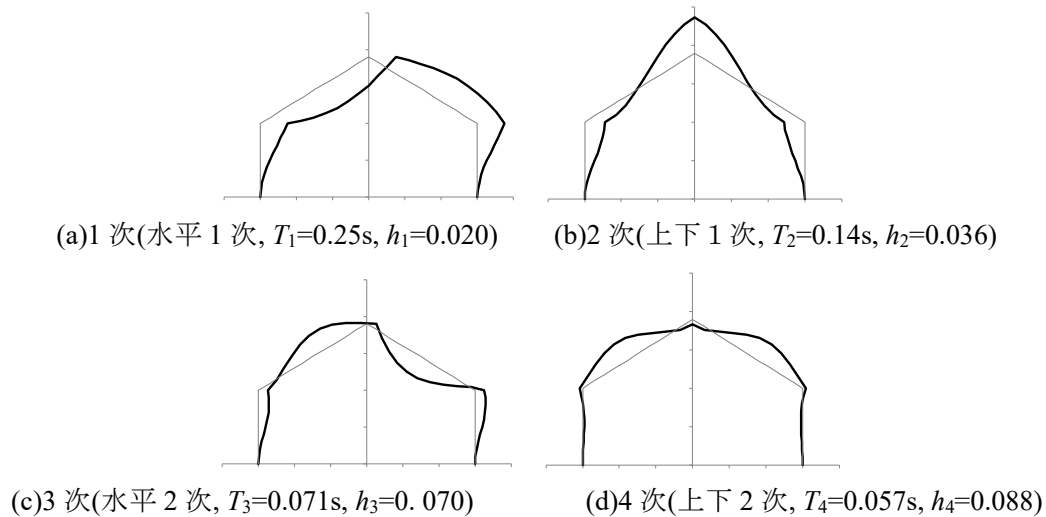 (a)1 次(水平 1 次, T1=0.25s, h1=0.020)
(b)2 次(上下１次, T2=0.14s, h2=0.036)
(c)3 次(水平 2 次, T3=0.071s, h3=0. 070)
(d)4 次(上下 2 次, T4=0.057s, h4=0.088)